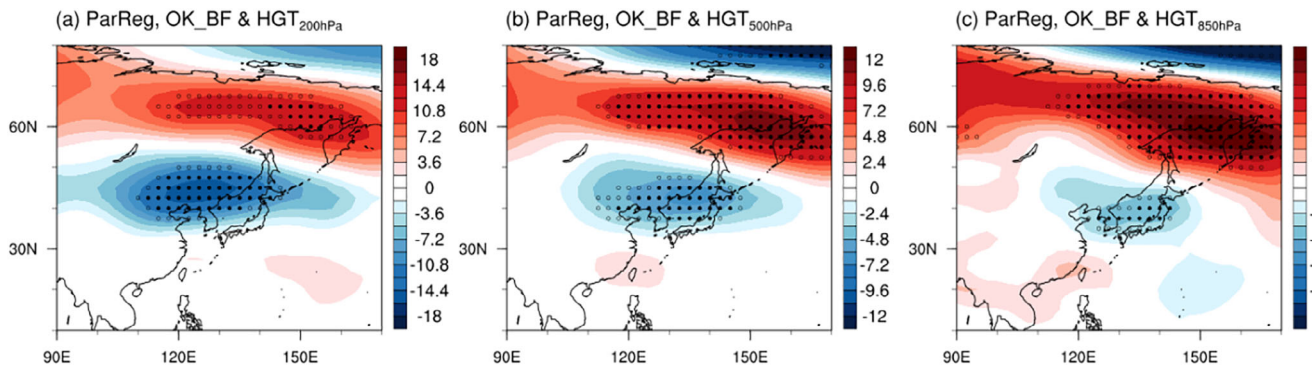 (a) ParReg, OK_BF & HGT200hPa
(b) ParReg, OK_BF & HGT500hPa
(c) ParReg, OK_BF & HGT850hPa
18
14.4
10.8
7.2
3.6
0
-3.6
-7.2
-10.8
-14.4
-18
12
9.6
7.2
4.8
2.4
0
-2.4
-4.8
-7.2
-9.6
-12
60N
30N
60N
30N
60N
30N
90E
120E
150E
90E
120E
150E
90E
120E
150E